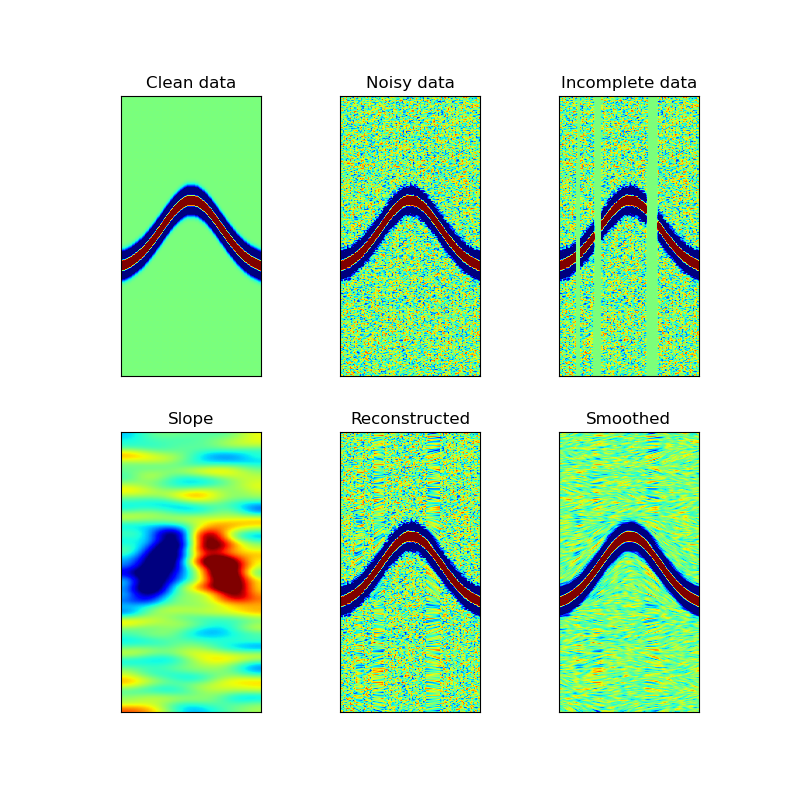 Clean data
Noisy data
Incomplete data
Slope
Reconstructed
Smoothed